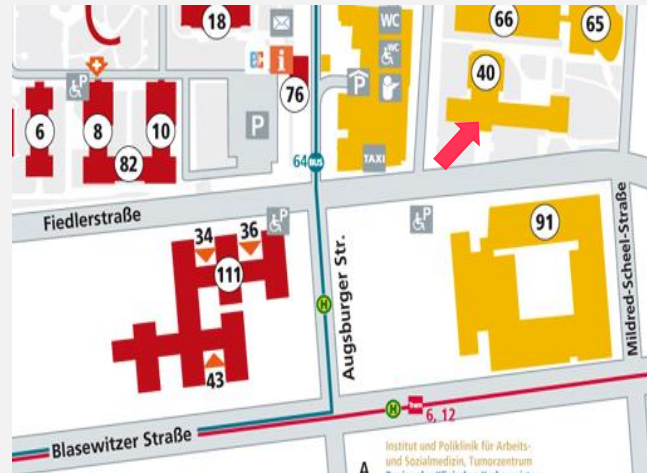 18
WC
WC
66
65
i
76
P
40
P
6
8
10
P
82
64
BUS
TAXI
Fiedlerstraße
P
34
36
111
43
91
Augsburger Str.
Mildred-Scheel-Straße
H
H
Tram
6, 12
Blasewitzer Straße
Institut und Poliklinik für Arbeits-
und Sozialmedizin, Tumorzentrum
A